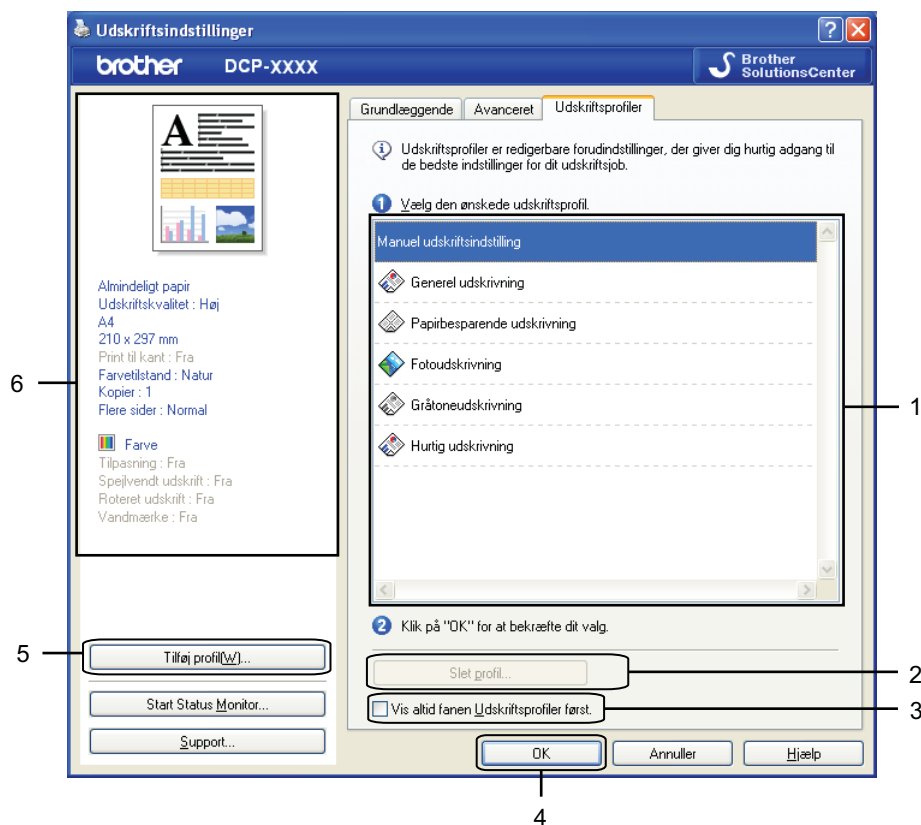 Udskriftsindstillinger
brother DCP-XXXX
Brother
SolutionsCenter
A
Almindeligt papir
Udskriftskvalitet : Høj
A4
210 x 297 mm
Print til kant : Fra
Farvetilstand : Natur
Kopier : 1
Flere sider : Normal
Farve
Tilpasning : Fra
Spejlvendt udskrift : Fra
Roteret udskrift : Fra
Vandmærke : Fra
6
Tilføj profil(W)...
5
Start Status Monitor...
Support...
Grundlæggende Avanceret Udskriftsprofiler
Udskriftsprofiler er redigerbare forudindstillinger, der giver dig hurtig adgang til
de bedste indstillinger for dit udskriftsjob.
1 Vælg den ønskede udskriftsprofil.
Manuel udskriftsindstilling
Generel udskrivning
Papirbesparende udskrivning
Fotoudskrivning
Gråtoneudskrivning
Hurtig udskrivning
1
2 Klik på "OK" for at bekræfte dit valg.
Slet profil...
2
Vis altid fanen Udskriftsprofiler først.
3
OK Annuller Hjælp
4